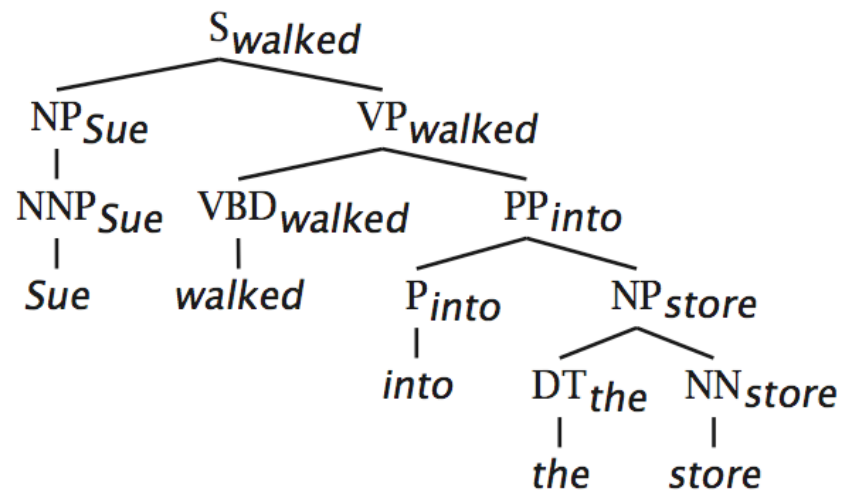 S walked
NP Sue VP walked
NNP Sue VBD walked PP into
Sue walked P into NP store
into DT the NN store
the store